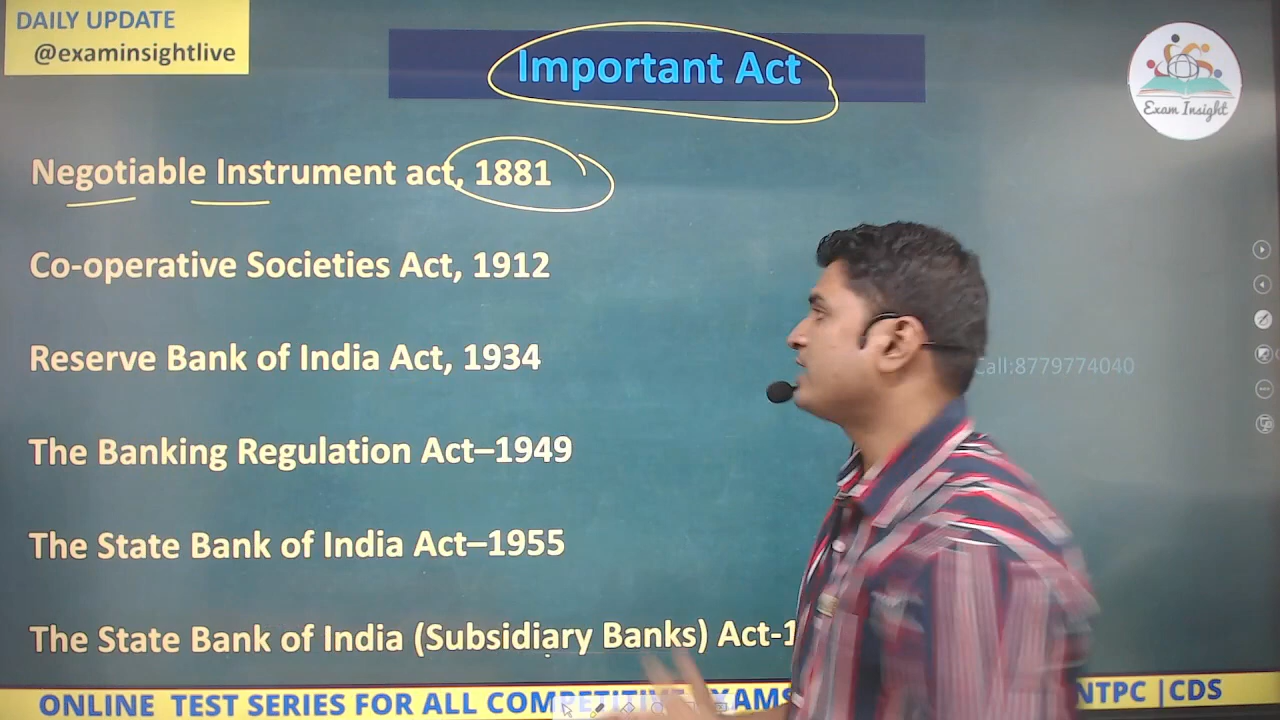 DAILY UPDATE
@examinsightlive
Important Act
Exam Insight
Negotiable Instrument act, 1881
Co-operative Societies Act, 1912
Reserve Bank of India Act, 1934
Call:8779774040
The Banking Regulation Act–1949
The State Bank of India Act–1955
The State Bank of India (Subsidiary Banks) Act-1
ONLINE TEST SERIES FOR ALL COMPETITIVE EXAMS NTPC |CDS